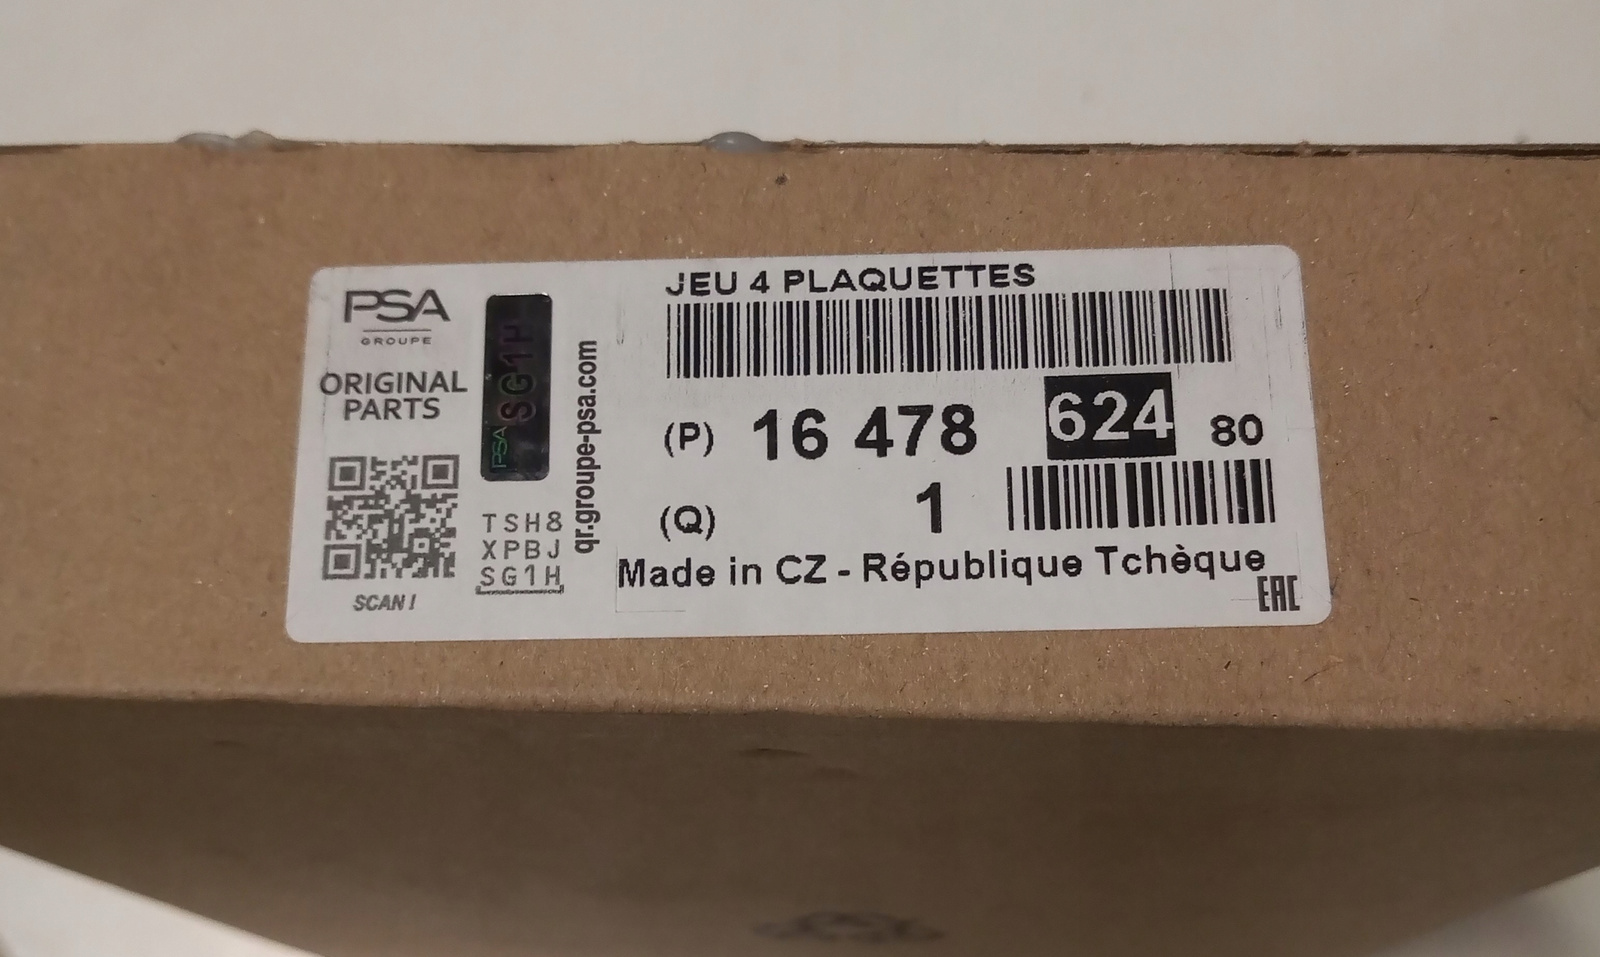 PSA
GROUPE
ORIGINAL
PARTS
SCAN !
PSA SG1H
TSH8
XPBJ
SG1H
qr.groupe-psa.com
JEU 4 PLAQUETTES
(P) 16 478 624 80
(Q) 1
Made in CZ - République Tchèque
EAC